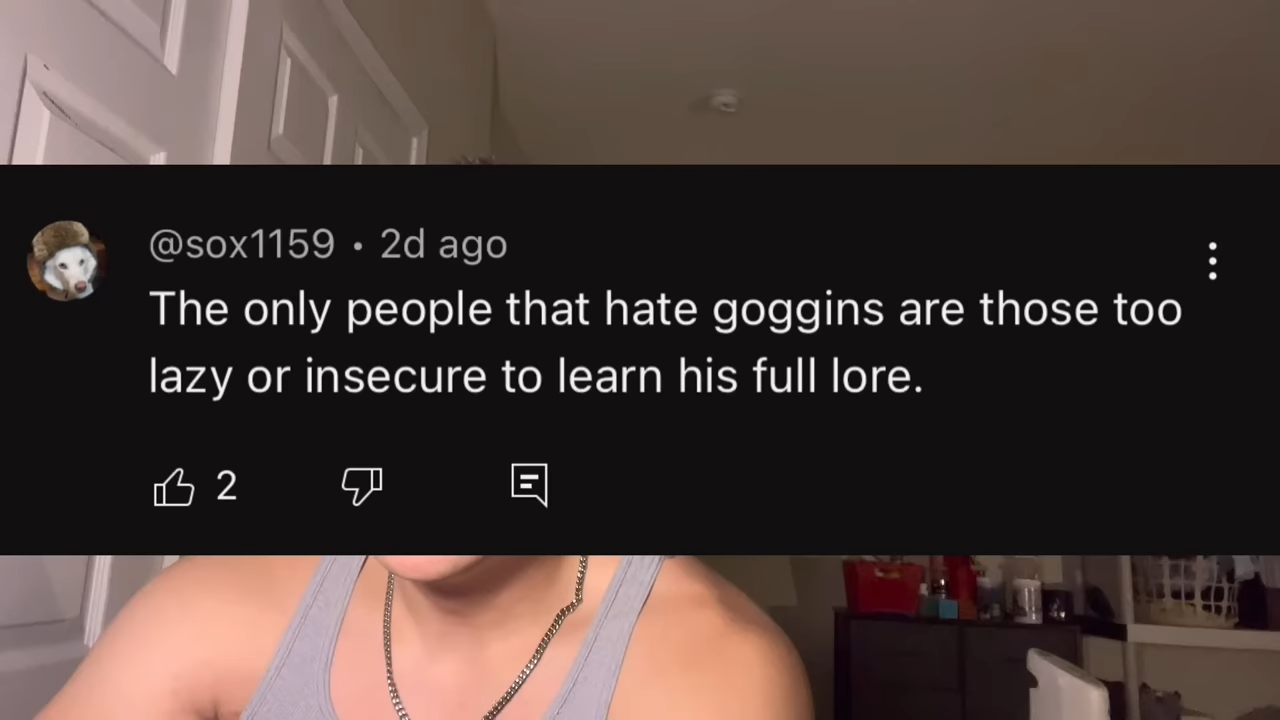 @sox1159 • 2d ago
The only people that hate goggins are those too
lazy or insecure to learn his full lore.
2